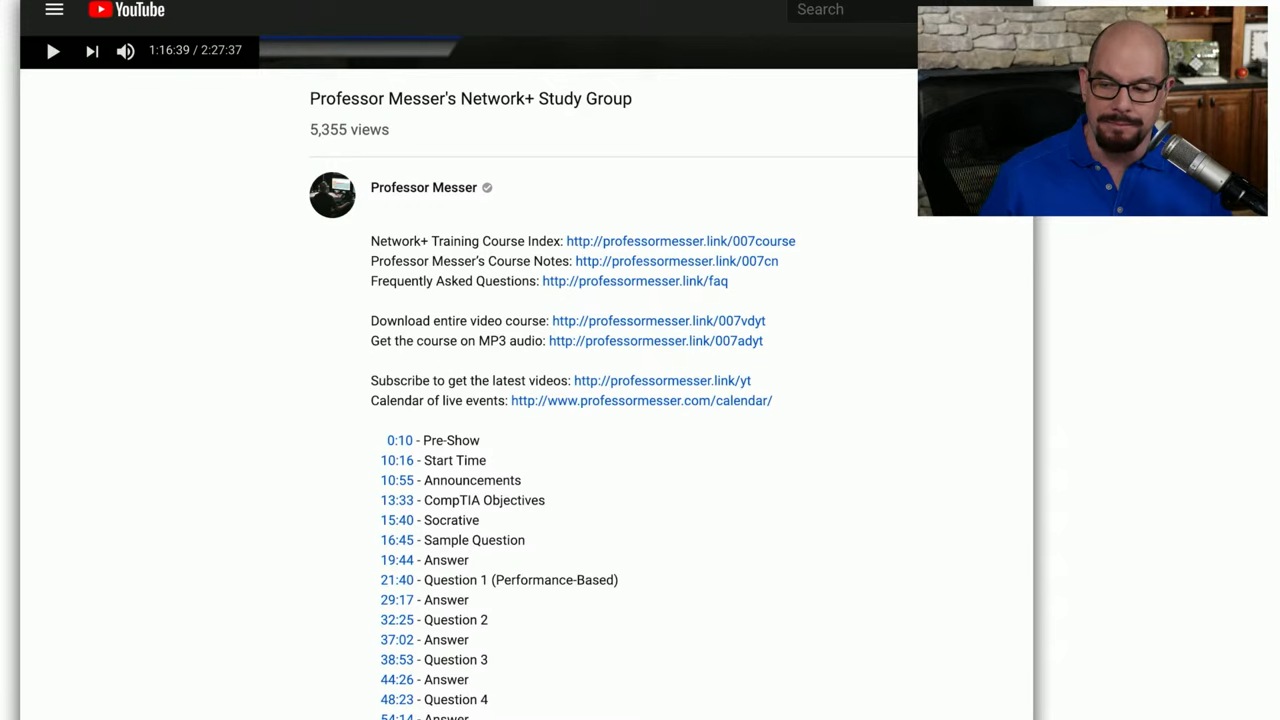 YouTube
Search
1:16:39 / 2:27:37
Professor Messer's Network+ Study Group
5,355 views
Professor Messer
Network+ Training Course Index: http://professormesser.link/007course
Professor Messer's Course Notes: http://professormesser.link/007cn
Frequently Asked Questions: http://professormesser.link/faq
Download entire video course: http://professormesser.link/007vdyt
Get the course on MP3 audio: http://professormesser.link/007adyt
Subscribe to get the latest videos: http://professormesser.link/yt
Calendar of live events: http://www.professormesser.com/calendar/
0:10 - Pre-Show
10:16 - Start Time
10:55 - Announcements
13:33 - CompTIA Objectives
15:40 - Socrative
16:45 - Sample Question
19:44 - Answer
21:40 - Question 1 (Performance-Based)
29:17 - Answer
32:25 - Question 2
37:02 - Answer
38:53 - Question 3
44:26 - Answer
48:23 - Question 4
54:14 - Answer